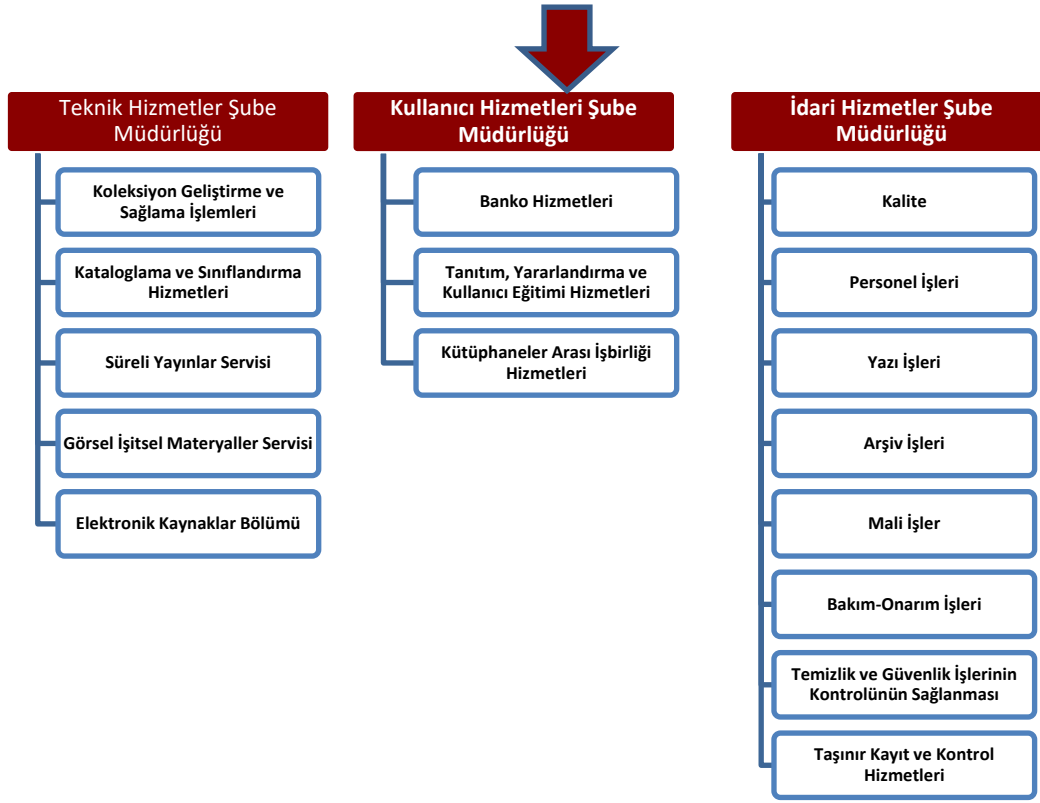 Teknik Hizmetler Şube
Müdürlüğü
Koleksiyon Geliştirme ve
Sağlama İşlemleri
Kataloglama ve Sınıflandırma
Hizmetleri
Süreli Yayınlar Servisi
Görsel İşitsel Materyaller Servisi
Elektronik Kaynaklar Bölümü
Kullanıcı Hizmetleri Şube
Müdürlüğü
Banko Hizmetleri
Tanıtım, Yararlandırma ve
Kullanıcı Eğitimi Hizmetleri
Kütüphaneler Arası İşbirliği
Hizmetleri
İdari Hizmetler Şube
Müdürlüğü
Kalite
Personel İşleri
Yazı İşleri
Arşiv İşleri
Mali İşler
Bakım-Onarım İşleri
Temizlik ve Güvenlik İşlerinin
Kontrolünün Sağlanması
Taşınır Kayıt ve Kontrol
Hizmetleri